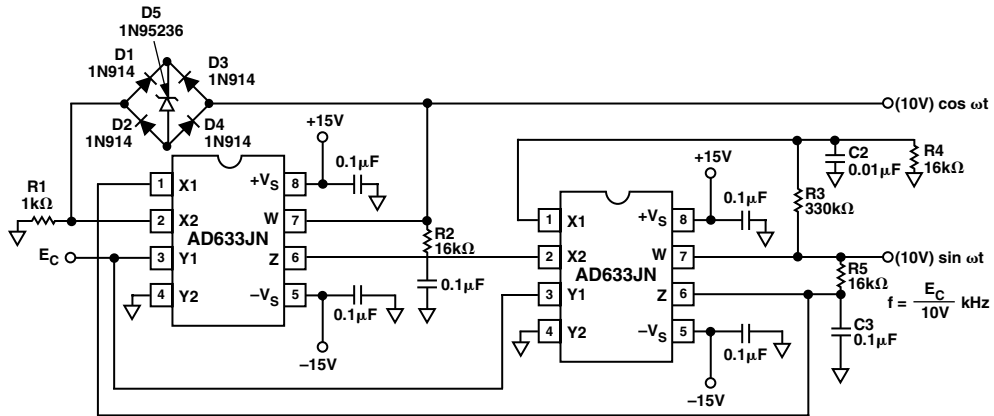 D5
1N95236
D1
1N914
D3
1N914
D2
1N914
D4
1N914
(10V) cos ωt
+15V
0.1μF
R1
1kΩ
1 X1
2 X2
3 Y1
4 Y2
+VS 8
W 7
Z 6
–VS 5
AD633JN
EC
R2
16kΩ
0.1μF
0.1μF
–15V
+15V
0.1μF
1 X1
2 X2
3 Y1
4 Y2
+VS 8
W 7
Z 6
–VS 5
AD633JN
C2
0.01μF
R4
16kΩ
R3
330kΩ
(10V) sin ωt
R5
16kΩ
f = EC/10V kHz
C3
0.1μF
0.1μF
–15V